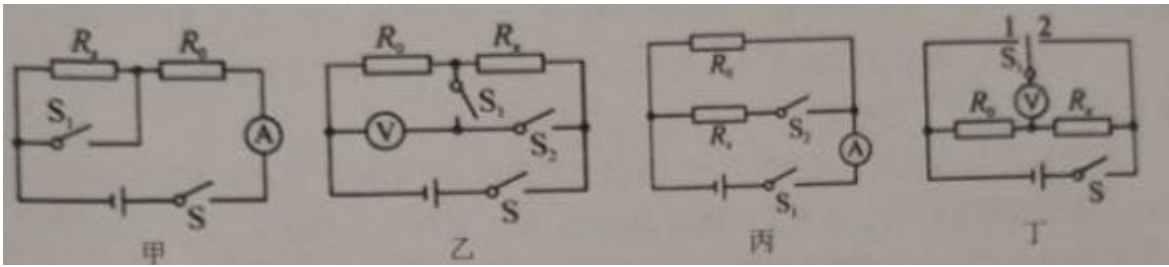 Rx R0
S1
A
S
甲
R0 Rx
S1
V
S2
S
乙
R0
Rx S2
A
S1
丙
1 2
S1
V
R0 Rx
S
丁